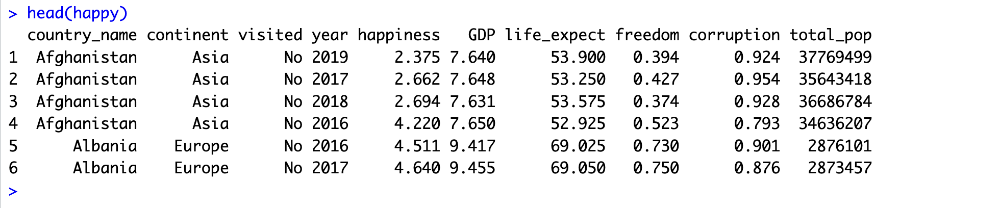 > head(happy)
country_name continent visited year happiness GDP life_expect freedom corruption total_pop
1 Afghanistan Asia No 2019 2.375 7.640 53.900 0.394 0.924 37769499
2 Afghanistan Asia No 2017 2.662 7.648 53.250 0.427 0.954 35643418
3 Afghanistan Asia No 2018 2.694 7.631 53.575 0.374 0.928 36686784
4 Afghanistan Asia No 2016 4.220 7.650 52.925 0.523 0.793 34636207
5 Albania Europe No 2016 4.511 9.417 69.025 0.730 0.901 2876101
6 Albania Europe No 2017 4.640 9.455 69.050 0.750 0.876 2873457
>